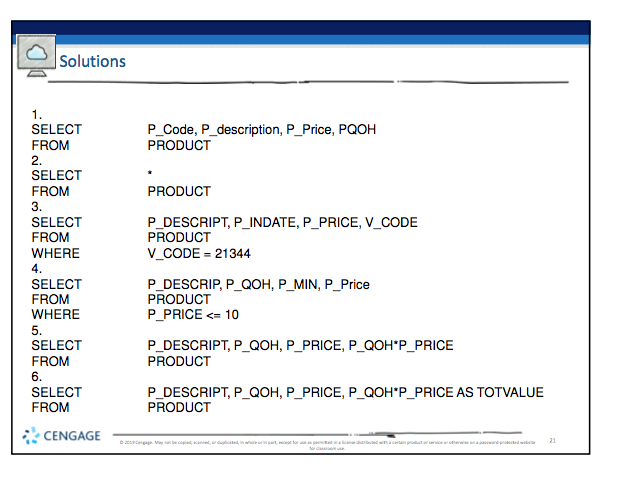 Solutions
1.
SELECT P_Code, P_description, P_Price, PQOH
FROM PRODUCT
2.
SELECT *
FROM PRODUCT
3.
SELECT P_DESCRIPT, P_INDATE, P_PRICE, V_CODE
FROM PRODUCT
WHERE V_CODE = 21344
4.
SELECT P_DESCRIP, P_QOH, P_MIN, P_Price
FROM PRODUCT
WHERE P_PRICE <= 10
5.
SELECT P_DESCRIPT, P_QOH, P_PRICE, P_QOH*P_PRICE
FROM PRODUCT
6.
SELECT P_DESCRIPT, P_QOH, P_PRICE, P_QOH*P_PRICE AS TOTVALUE
FROM PRODUCT
CENGAGE
© 2019 Cengage. May not be copied, scanned, or duplicated, in whole or in part, except for use as permitted in a license distributed with a certain product or service or otherwise on a password-protected website
for classroom use.
21